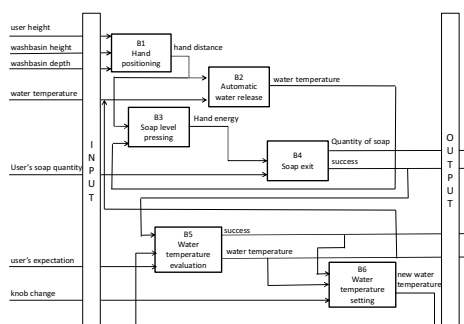 user height
washbasin height
washbasin depth
water temperature
User's soap quantity
user's expectation
knob change
I
N
P
U
T
B1
Hand
positioning
hand distance
B2
Automatic
water release
water temperature
B3
Soap level
pressing
Hand energy
B4
Soap exit
Quantity of soap
success
B5
Water
temperature
evaluation
success
water temperature
B6
Water
temperature
setting
new water
temperature
O
U
T
P
U
T